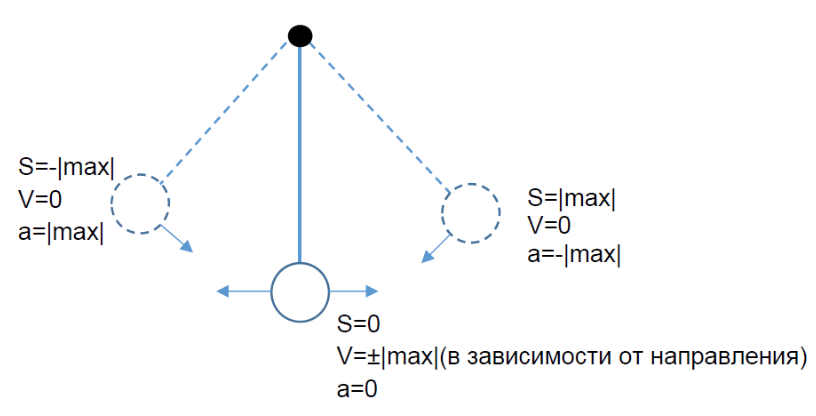 S=-|max|
V=0
a=|max|
S=|max|
V=0
a=-|max|
S=0
V=±|max|(в зависимости от направления)
a=0